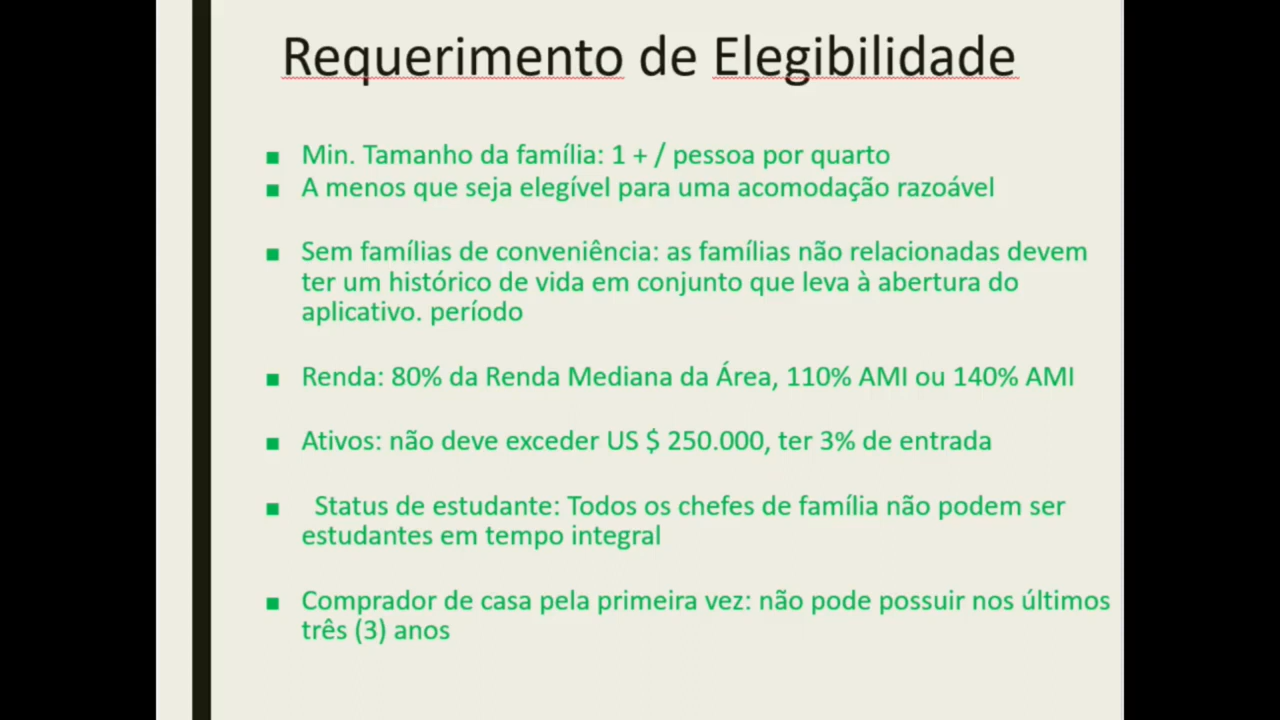 Requerimento de Elegibilidade
▪ Min. Tamanho da família: 1 + / pessoa por quarto
▪ A menos que seja elegível para uma acomodação razoável
▪ Sem famílias de conveniência: as famílias não relacionadas devem
ter um histórico de vida em conjunto que leva à abertura do
aplicativo. período
▪ Renda: 80% da Renda Mediana da Área, 110% AMI ou 140% AMI
▪ Ativos: não deve exceder US $ 250.000, ter 3% de entrada
▪ Status de estudante: Todos os chefes de família não podem ser
estudantes em tempo integral
▪ Comprador de casa pela primeira vez: não pode possuir nos últimos
três (3) anos